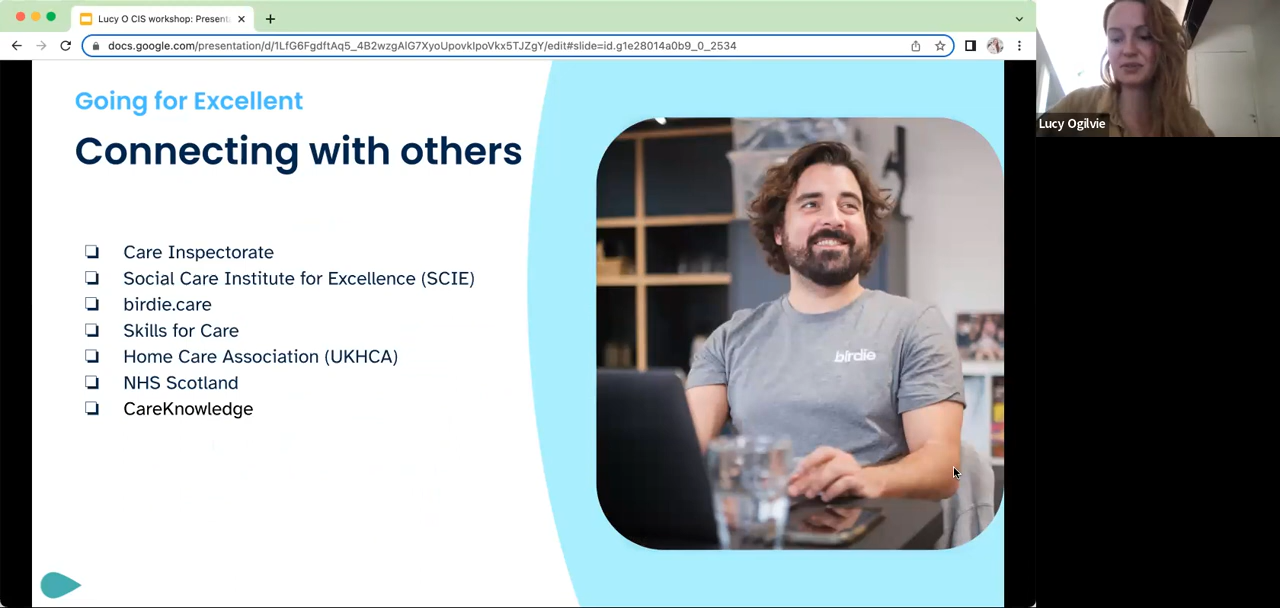 Lucy O CIS workshop: Present
docs.google.com/presentation/d/1LfG6FgdftAq5_4B2wzgAIG7XyoUpovkIpoVkx5TJZgY/edit#slide=id.g1e28014a0b9_0_2534
Lucy Ogilvie
Going for Excellent
Connecting with others
Care Inspectorate
Social Care Institute for Excellence (SCIE)
birdie.care
Skills for Care
Home Care Association (UKHCA)
NHS Scotland
CareKnowledge
birdie